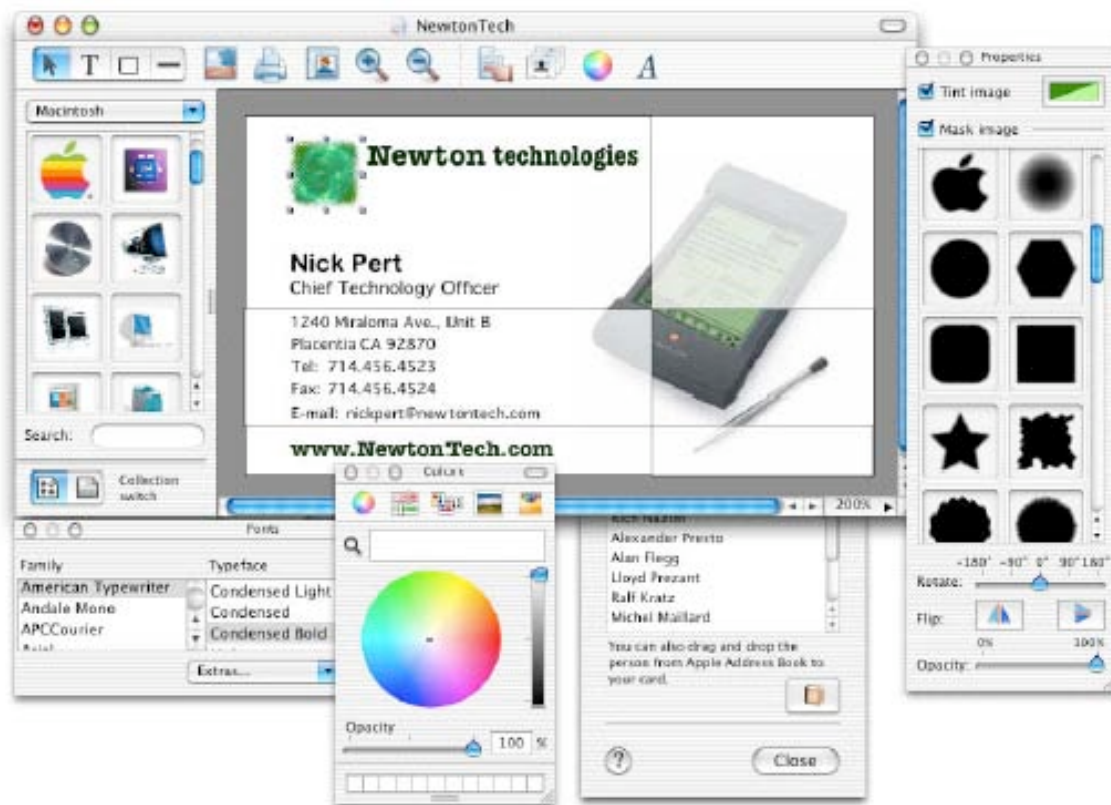 NewtonTech
T
A
Macintosh
Search:
Collection
switch
Newton technologies
Nick Pert
Chief Technology Officer
1240 Miraloma Ave., Unit B
Placentia CA 92870
Tel: 714.456.4523
Fax: 714.456.4524
E-mail: nickpert@newtontech.com
www.NewtonTech.com
200%
Properties
Tint image
Mask image
-180° -90° 0° 90° 180°
Rotate:
Flip:
0% 100%
Opacity:
Fonts
Family Typeface
American Typewriter Condensed Light
Andale Mono Condensed
APCCourier Condensed Bold
Extras...
Colors
Opacity
100 %
Alexander Presto
Alan Flegg
Lloyd Prezant
Ralf Kratz
Michel Maillard
You can also drag and drop the
person from Apple Address Book to
your card.
?
Close